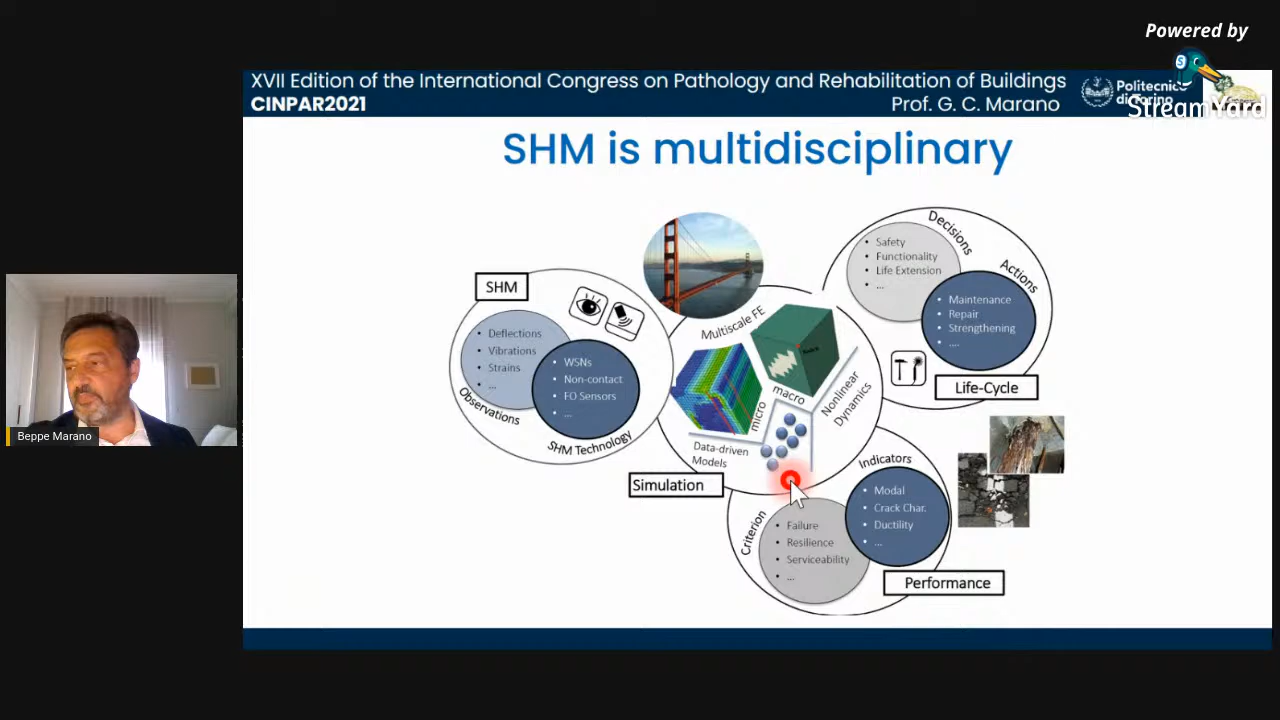 Powered by
StreamYard
XVII Edition of the International Congress on Pathology and Rehabilitation of Buildings
CINPAR2021
Prof. G. C. Marano
Politecnico
di Torino
SHM is multidisciplinary
SHM
• Deflections
• Vibrations
• Strains
• ...
Observations
• WSNs
• Non-contact
• FO Sensors
• ...
SHM Technology
Multiscale FE
micro
macro
Nonlinear
Dynamics
Data-driven
Models
Simulation
Decisions
• Safety
• Functionality
• Life Extension
• ...
Actions
• Maintenance
• Repair
• Strengthening
• ....
Life-Cycle
Indicators
• Modal
• Crack Char.
• Ductility
• ...
Criterion
• Failure
• Resilience
• Serviceability
• ...
Performance
Beppe Marano